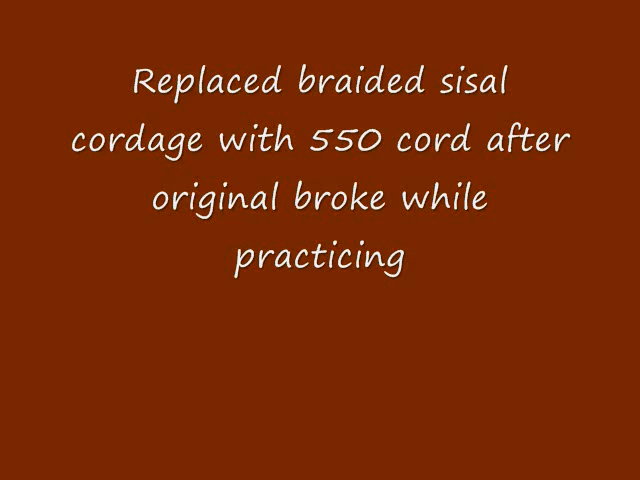 Replaced braided sisal
cordage with 550 cord after
original broke while
practicing